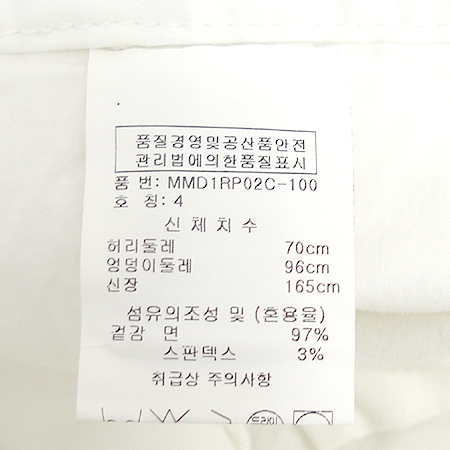 품질경영및공산품안전
관리법에의한품질표시
품 번: MMD1RP02C-100
호 칭: 4
신체치수
허리둘레 70cm
엉덩이둘레 96cm
신장 165cm
섬유의조성 및 (혼용율)
겉감 면 97%
스판덱스 3%
취급상 주의사항
드라이